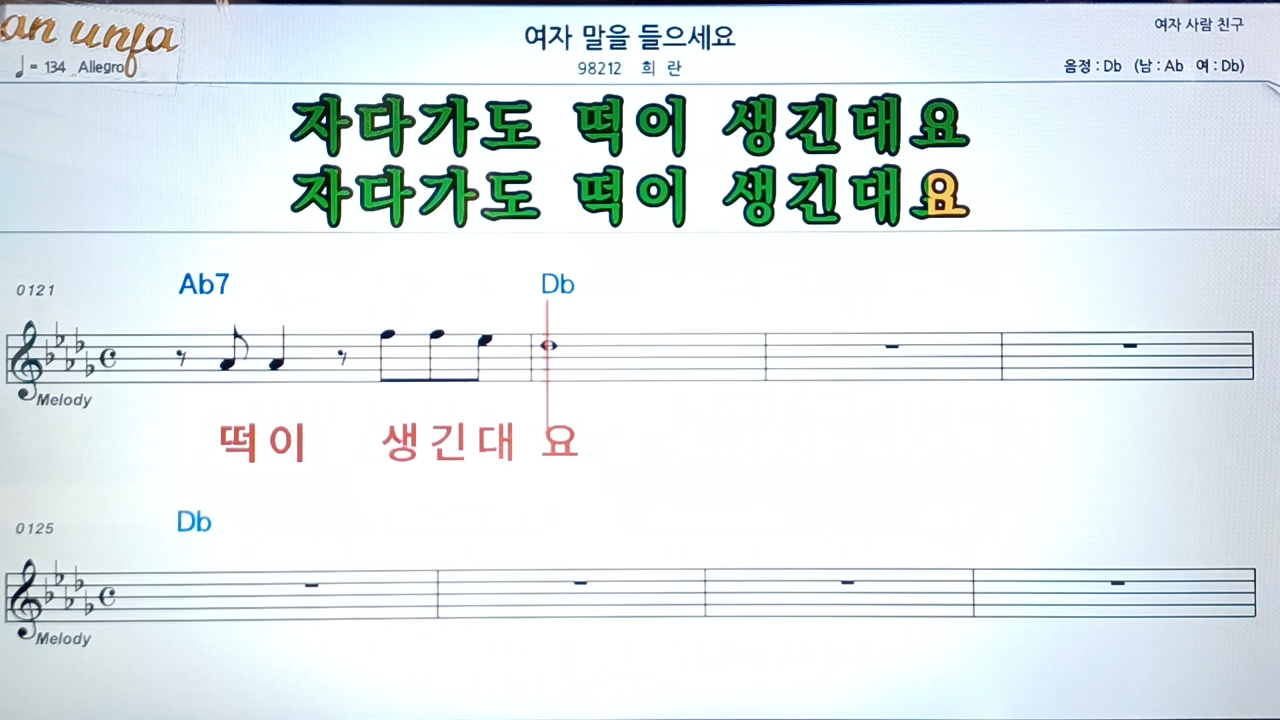 an unja
여자 말을 들으세요
여자 사람 친구
♩= 134 Allegro
98212 희 란
음정 : Db (남 : Ab 여 : Db)
자다가도 떡이 생긴대요
자다가도 떡이 생긴대요
0121
Ab7 Db
Melody
떡이 생긴대 요
0125
Db
Melody